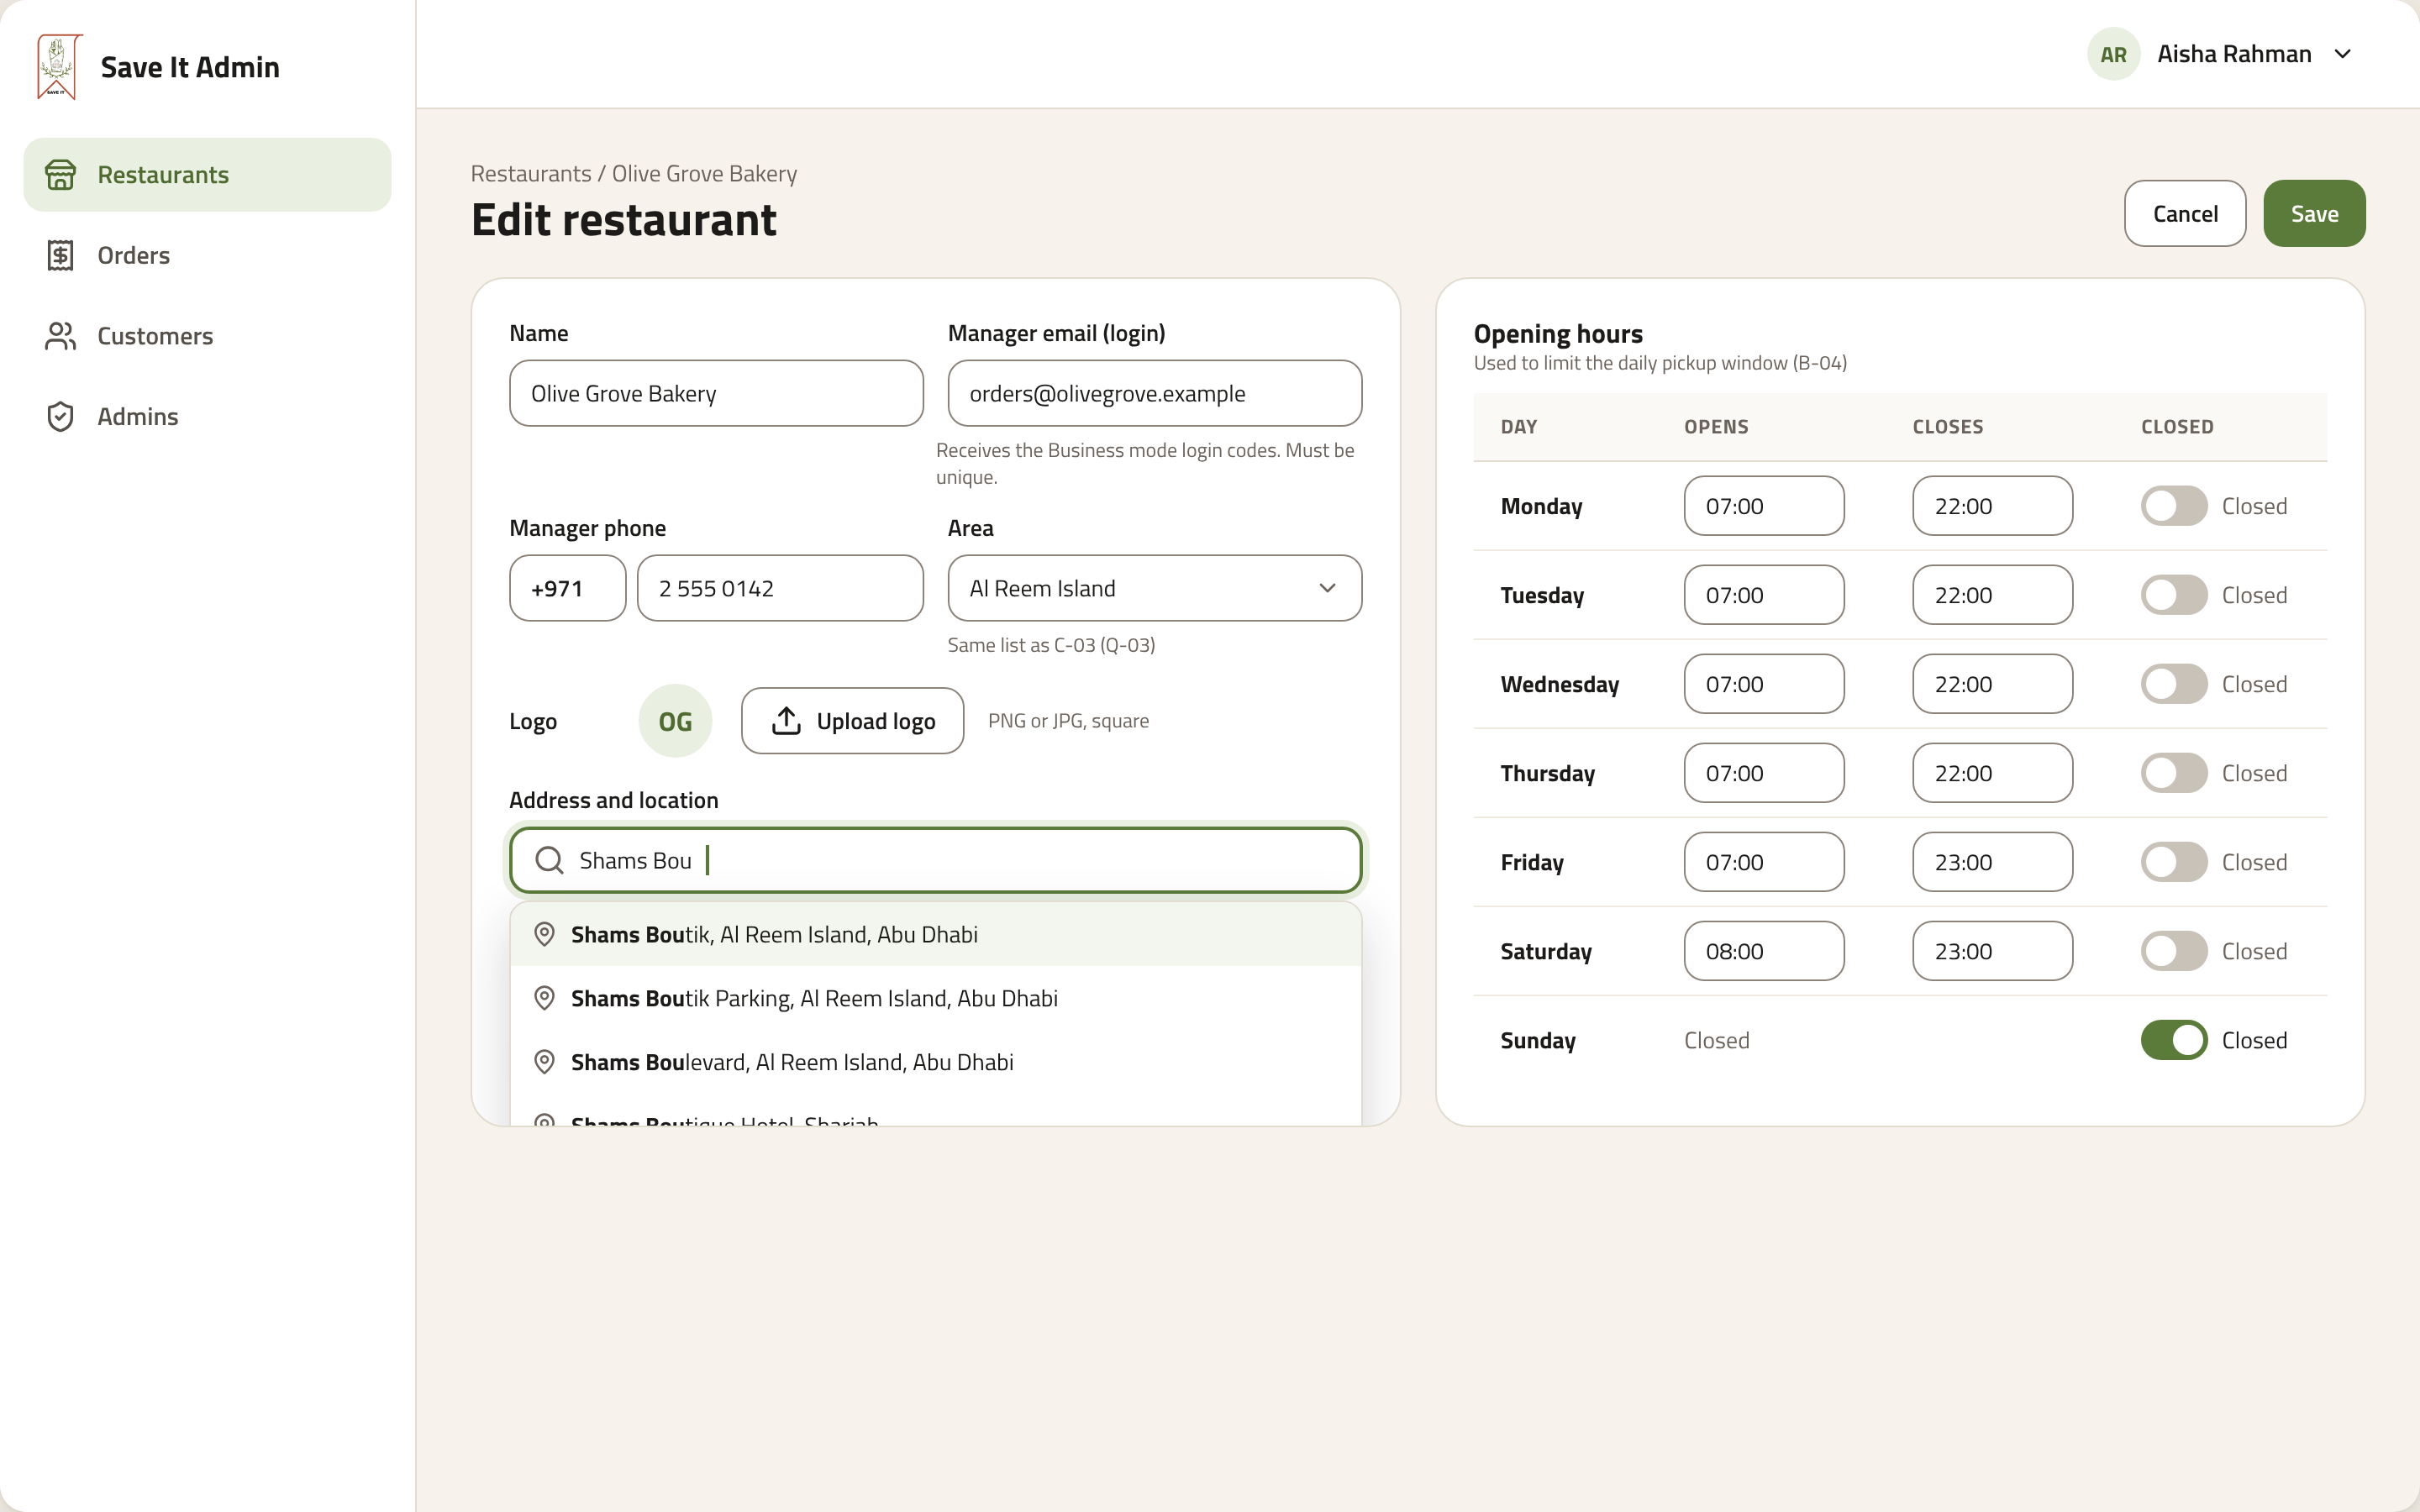 SAVE IT
Save It Admin
AR
Aisha Rahman
Restaurants
Orders
Customers
Admins
Restaurants / Olive Grove Bakery
Edit restaurant
Cancel
Save
Name
Manager email (login)
Olive Grove Bakery
orders@olivegrove.example
Receives the Business mode login codes. Must be
unique.
Manager phone
Area
+971
2 555 0142
Al Reem Island
Same list as C-03 (Q-03)
Logo
OG
Upload logo
PNG or JPG, square
Address and location
Shams Bou
Shams Boutik, Al Reem Island, Abu Dhabi
Shams Boutik Parking, Al Reem Island, Abu Dhabi
Shams Boulevard, Al Reem Island, Abu Dhabi
Shams Boutique Hotel, Sharjah
Opening hours
Used to limit the daily pickup window (B-04)
DAY OPENS CLOSES CLOSED
Monday 07:00 22:00 Closed
Tuesday 07:00 22:00 Closed
Wednesday 07:00 22:00 Closed
Thursday 07:00 22:00 Closed
Friday 07:00 23:00 Closed
Saturday 08:00 23:00 Closed
Sunday Closed Closed